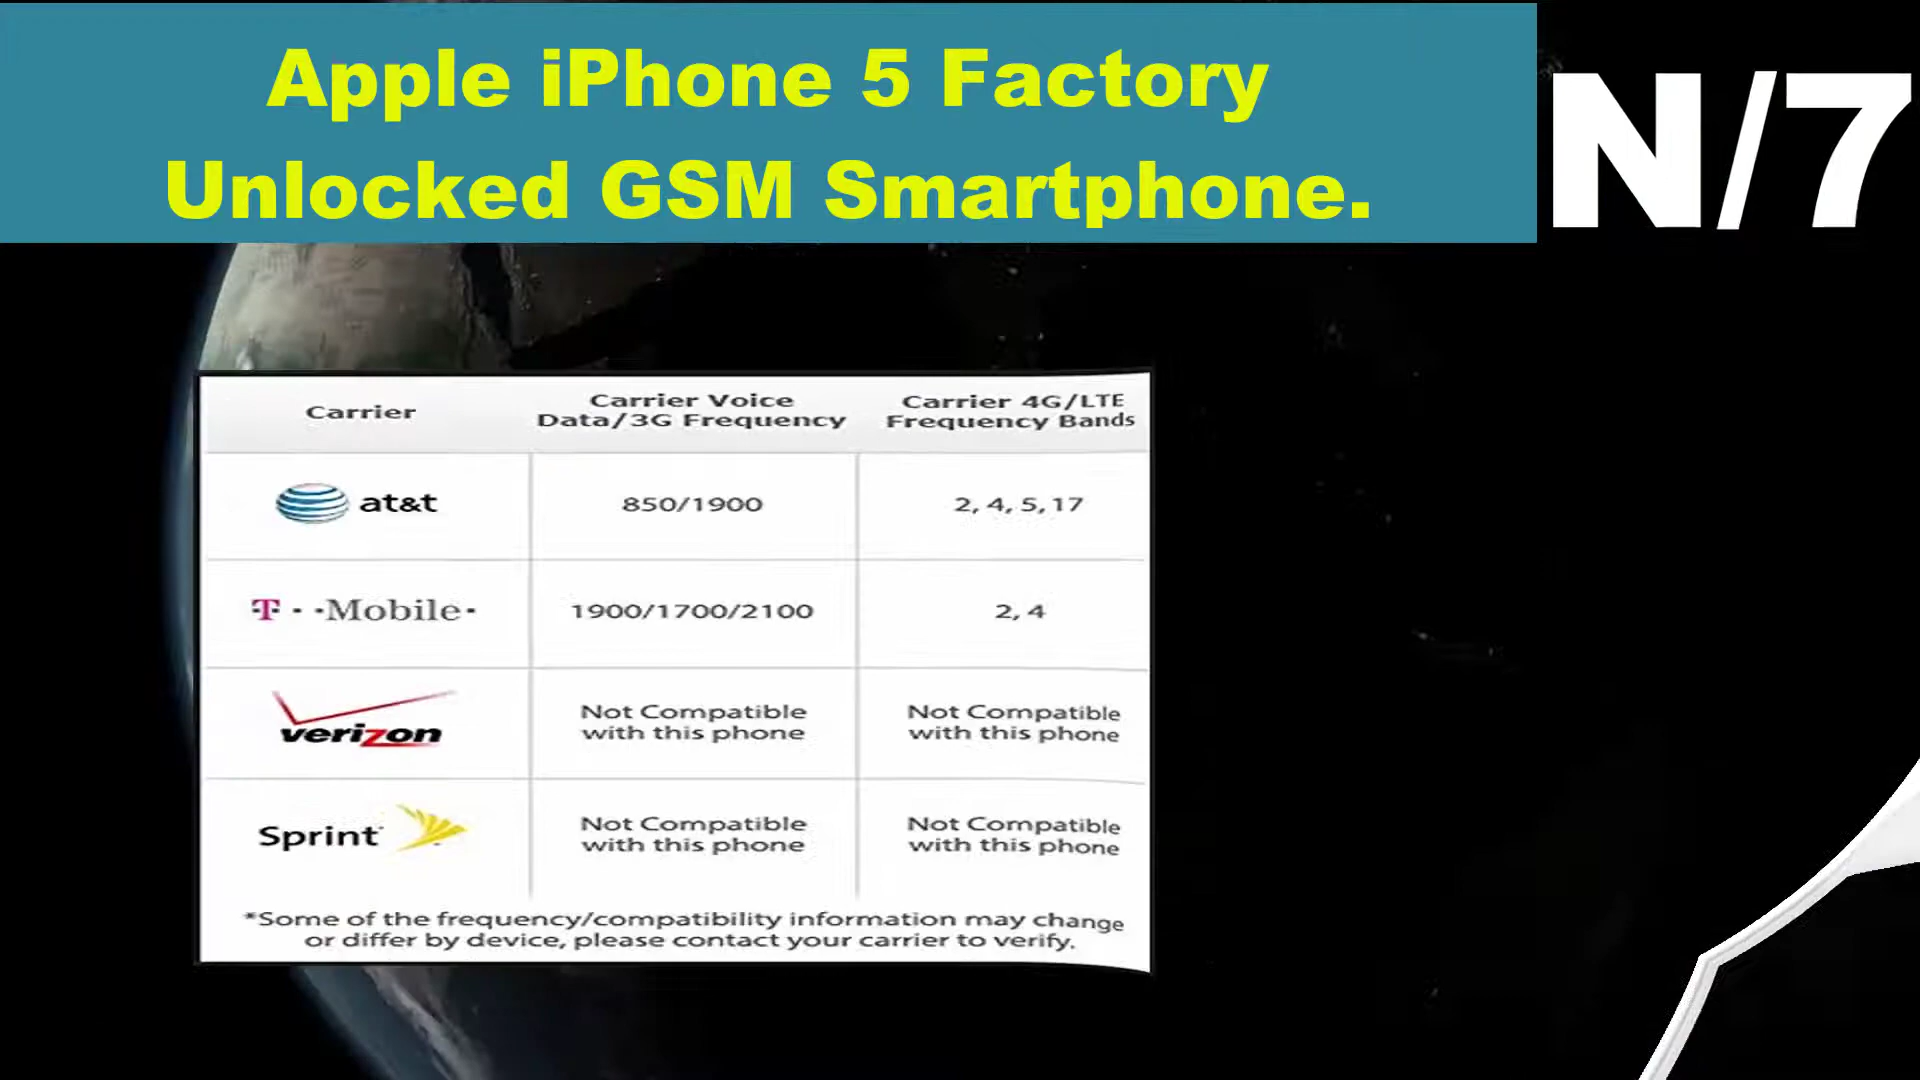 Apple iPhone 5 Factory
Unlocked GSM Smartphone.
N/7
Carrier
Carrier Voice
Data/3G Frequency
Carrier 4G/LTE
Frequency Bands
at&t
850/1900
2, 4, 5, 17
T··Mobile·
1900/1700/2100
2, 4
verizon
Not Compatible
with this phone
Not Compatible
with this phone
Sprint
Not Compatible
with this phone
Not Compatible
with this phone
*Some of the frequency/compatibility information may change
or differ by device, please contact your carrier to verify.